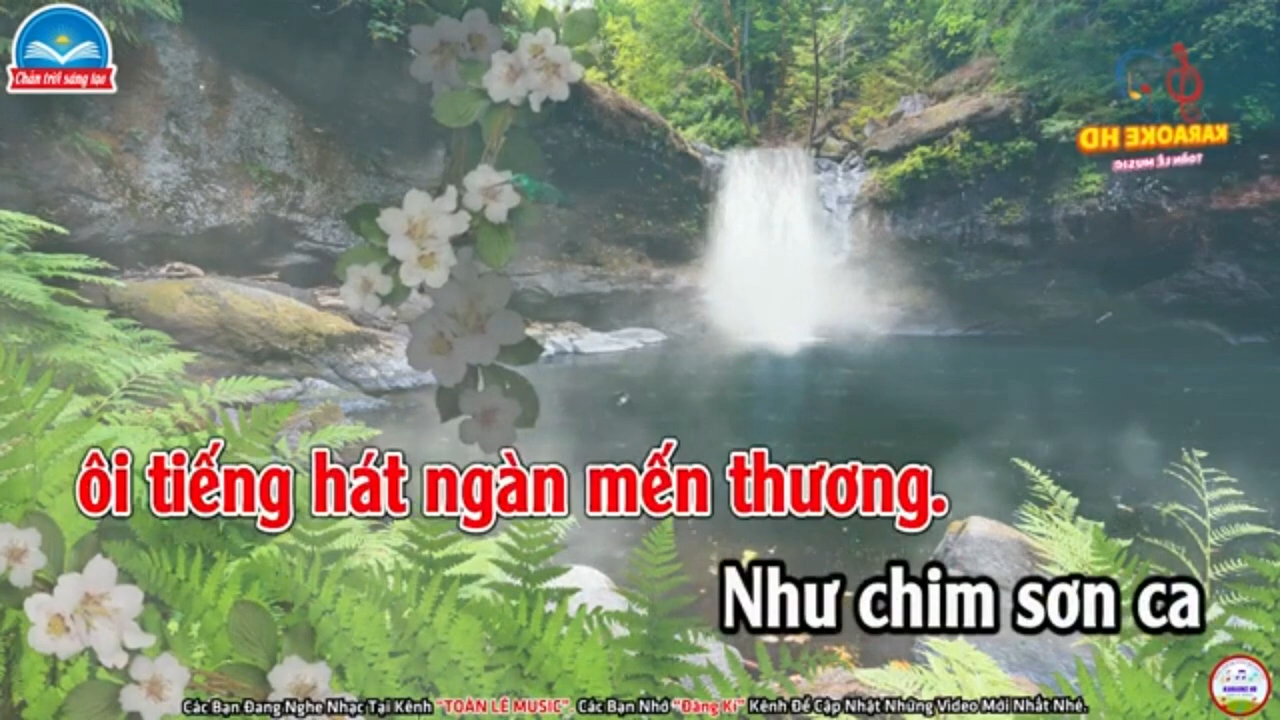 Chân trời sáng tạo
KARAOKE HD
TOÀN LÊ MUSIC
ôi tiếng hát ngàn mến thương.
Như chim sơn ca
KARAOKE HD
Các Bạn Đang Nghe Nhạc Tại Kênh "TOÀN LÊ MUSIC". Các Bạn Nhớ "Đăng Kí" Kênh Để Cập Nhật Những Video Mới Nhất Nhé.